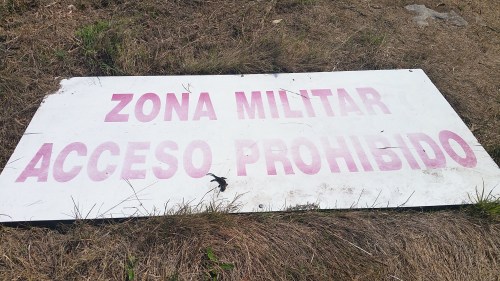 ZONA MILITAR
ACCESO PROHIBIDO